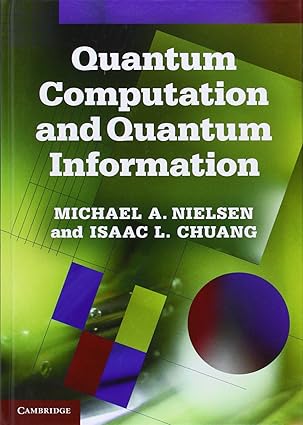 Quantum
Computation
and Quantum
Information
MICHAEL A. NIELSEN
and ISAAC L. CHUANG
CAMBRIDGE